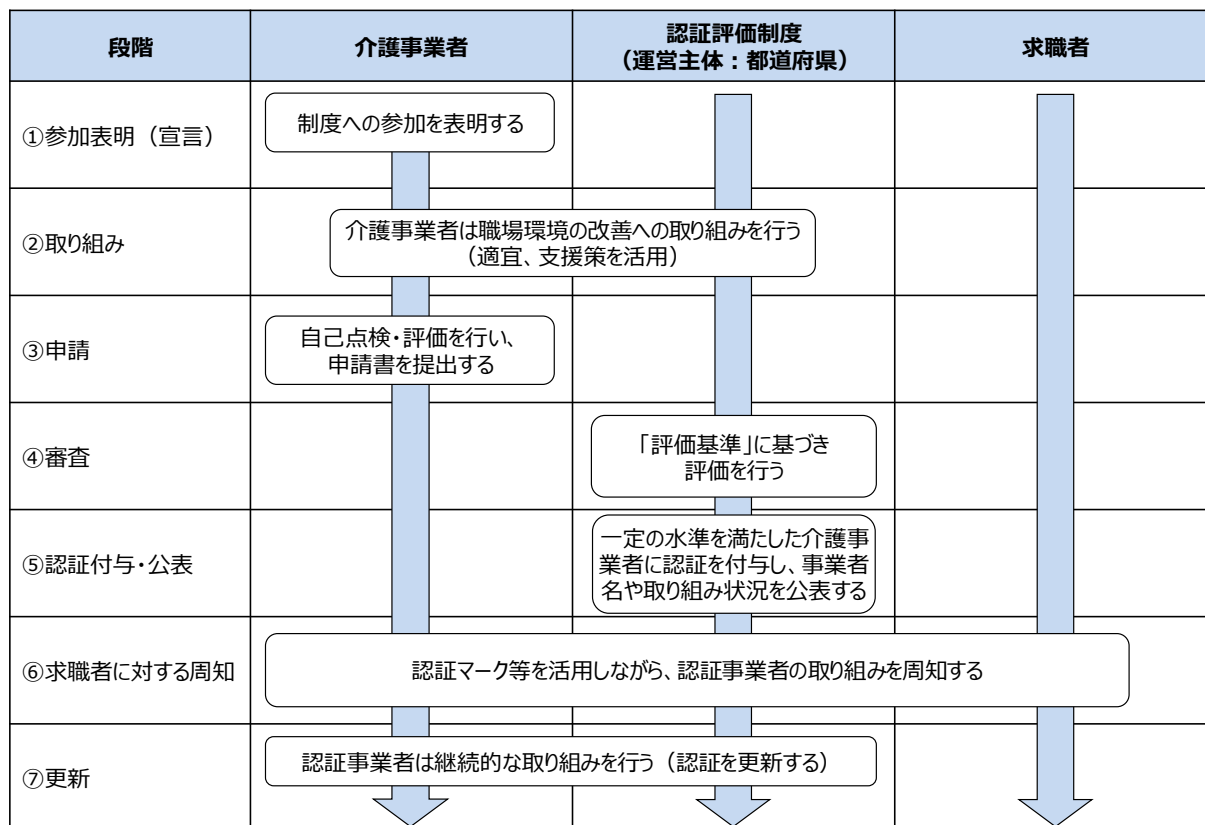 段階
介護事業者
認証評価制度
（運営主体：都道府県）
求職者
①参加表明（宣言）
制度への参加を表明する
②取り組み
介護事業者は職場環境の改善への取り組みを行う
（適宜、支援策を活用）
③申請
自己点検・評価を行い、
申請書を提出する
④審査
「評価基準」に基づき
評価を行う
⑤認証付与・公表
一定の水準を満たした介護事
業者に認証を付与し、事業者
名や取り組み状況を公表する
⑥求職者に対する周知
認証マーク等を活用しながら、認証事業者の取り組みを周知する
⑦更新
認証事業者は継続的な取り組みを行う（認証を更新する）